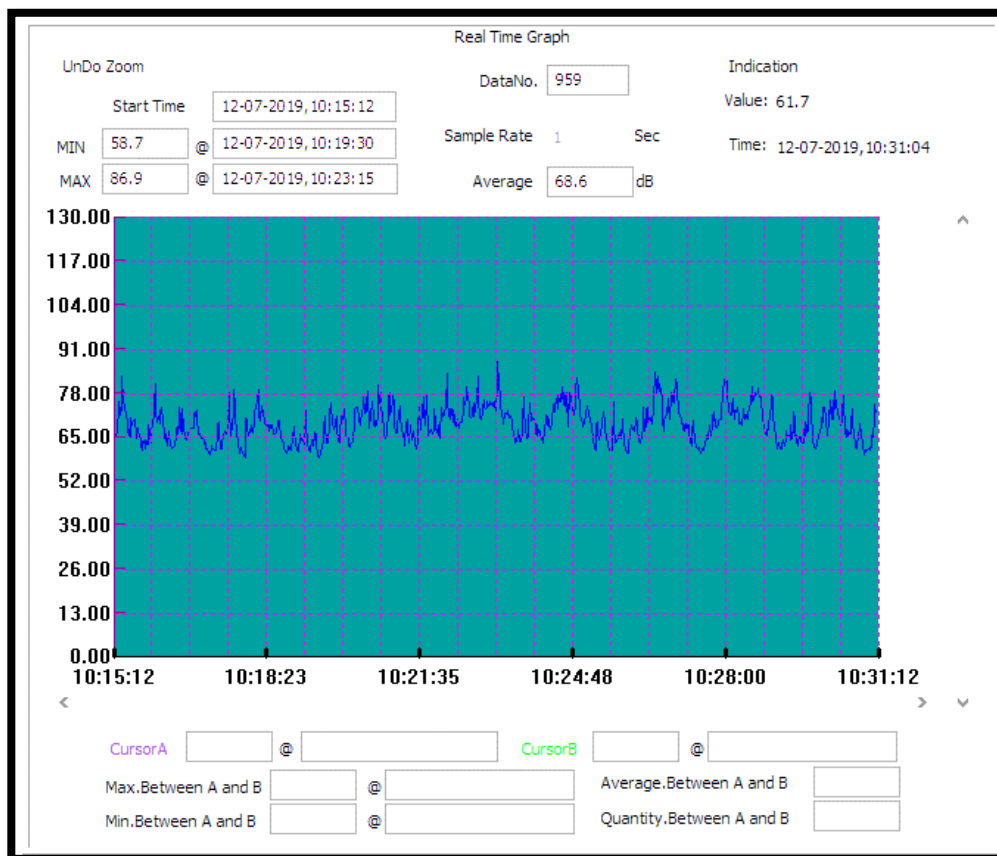 Real Time Graph
UnDo Zoom
DataNo. 959
Indication
Start Time 12-07-2019,10:15:12
Value: 61.7
MIN 58.7 @ 12-07-2019,10:19:30
Sample Rate 1 Sec
Time: 12-07-2019,10:31:04
MAX 86.9 @ 12-07-2019,10:23:15
Average 68.6 dB
130.00
117.00
104.00
91.00
78.00
65.00
52.00
39.00
26.00
13.00
0.00
10:15:12 10:18:23 10:21:35 10:24:48 10:28:00 10:31:12
CursorA @ CursorB @
Max.Between A and B @ Average.Between A and B
Min.Between A and B @ Quantity.Between A and B